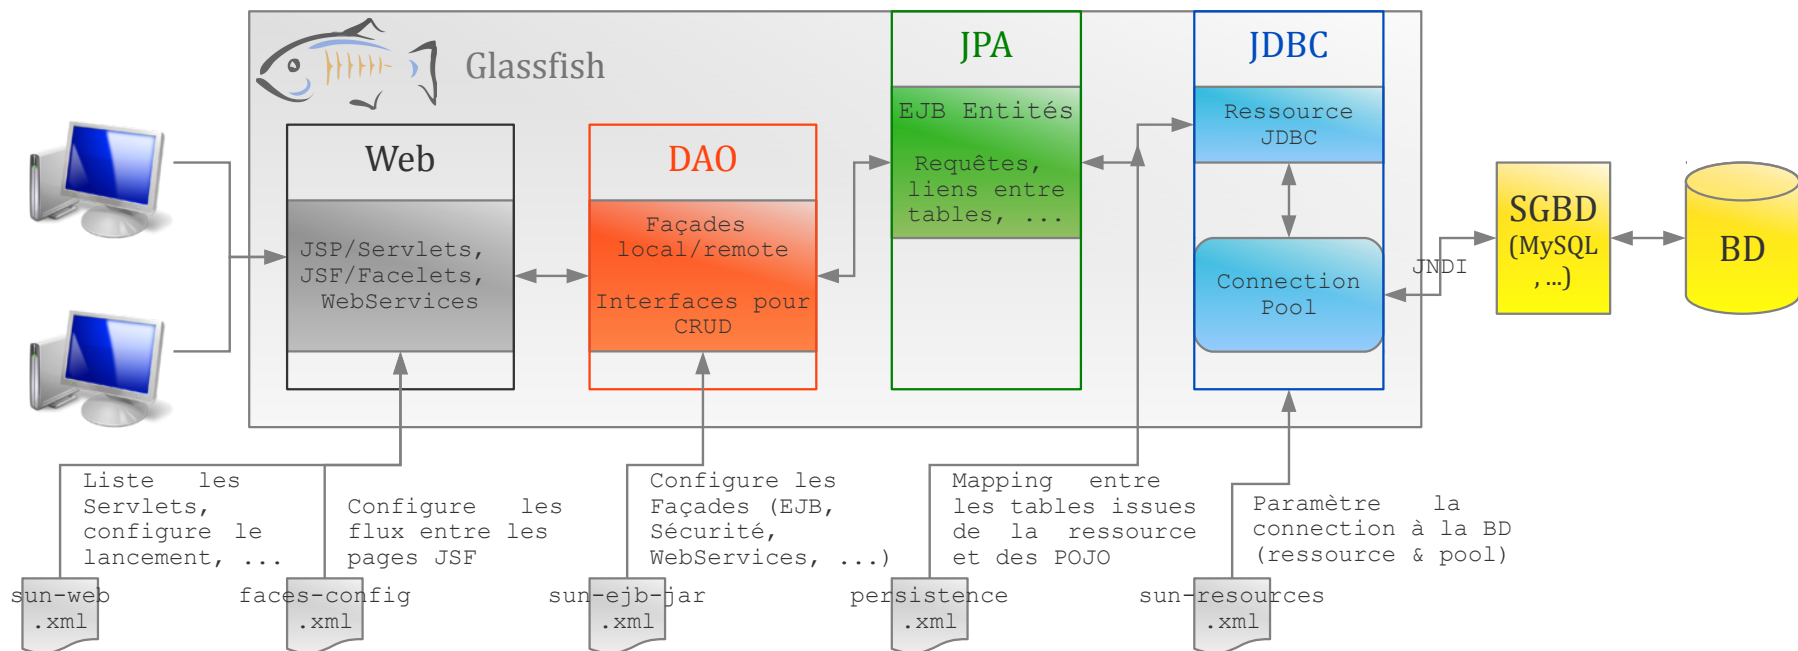 Glassfish
Web
JSP/Servlets,
JSF/Facelets,
WebServices
DAO
Façades
local/remote
Interfaces pour
CRUD
JPA
EJB Entités
Requêtes,
liens entre
tables, ...
JDBC
Ressource
JDBC
Connection
Pool
JNDI
SGBD
(MySQL
, ...)
BD
Liste les
Servlets,
configure le
lancement, ...
Configure les
flux entre les
pages JSF
Configure les
Façades (EJB,
Sécurité,
WebServices, ...)
Mapping entre
les tables issues
de la ressource
et des POJO
Paramètre la
connection à la BD
(ressource & pool)
sun-web
.xml
faces-config
.xml
sun-ejb-jar
.xml
persistence
.xml
sun-resources
.xml